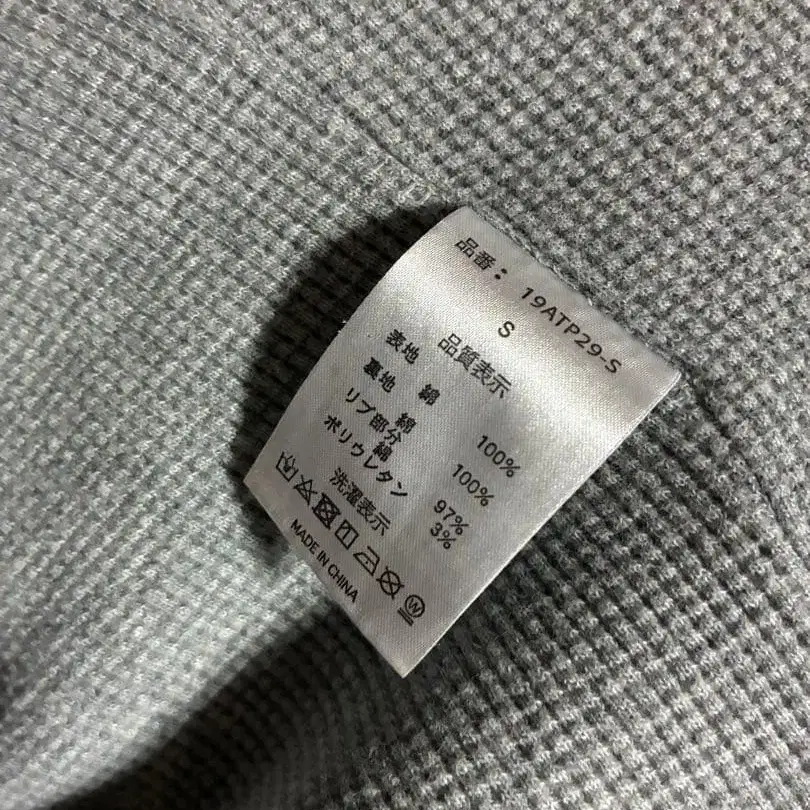 品番： 19ATP29-S
S
品質表示
表地 綿 100%
裏地 綿 100%
リブ部分
綿 97%
ポリウレタン 3%
洗濯表示
W
MADE IN CHINA